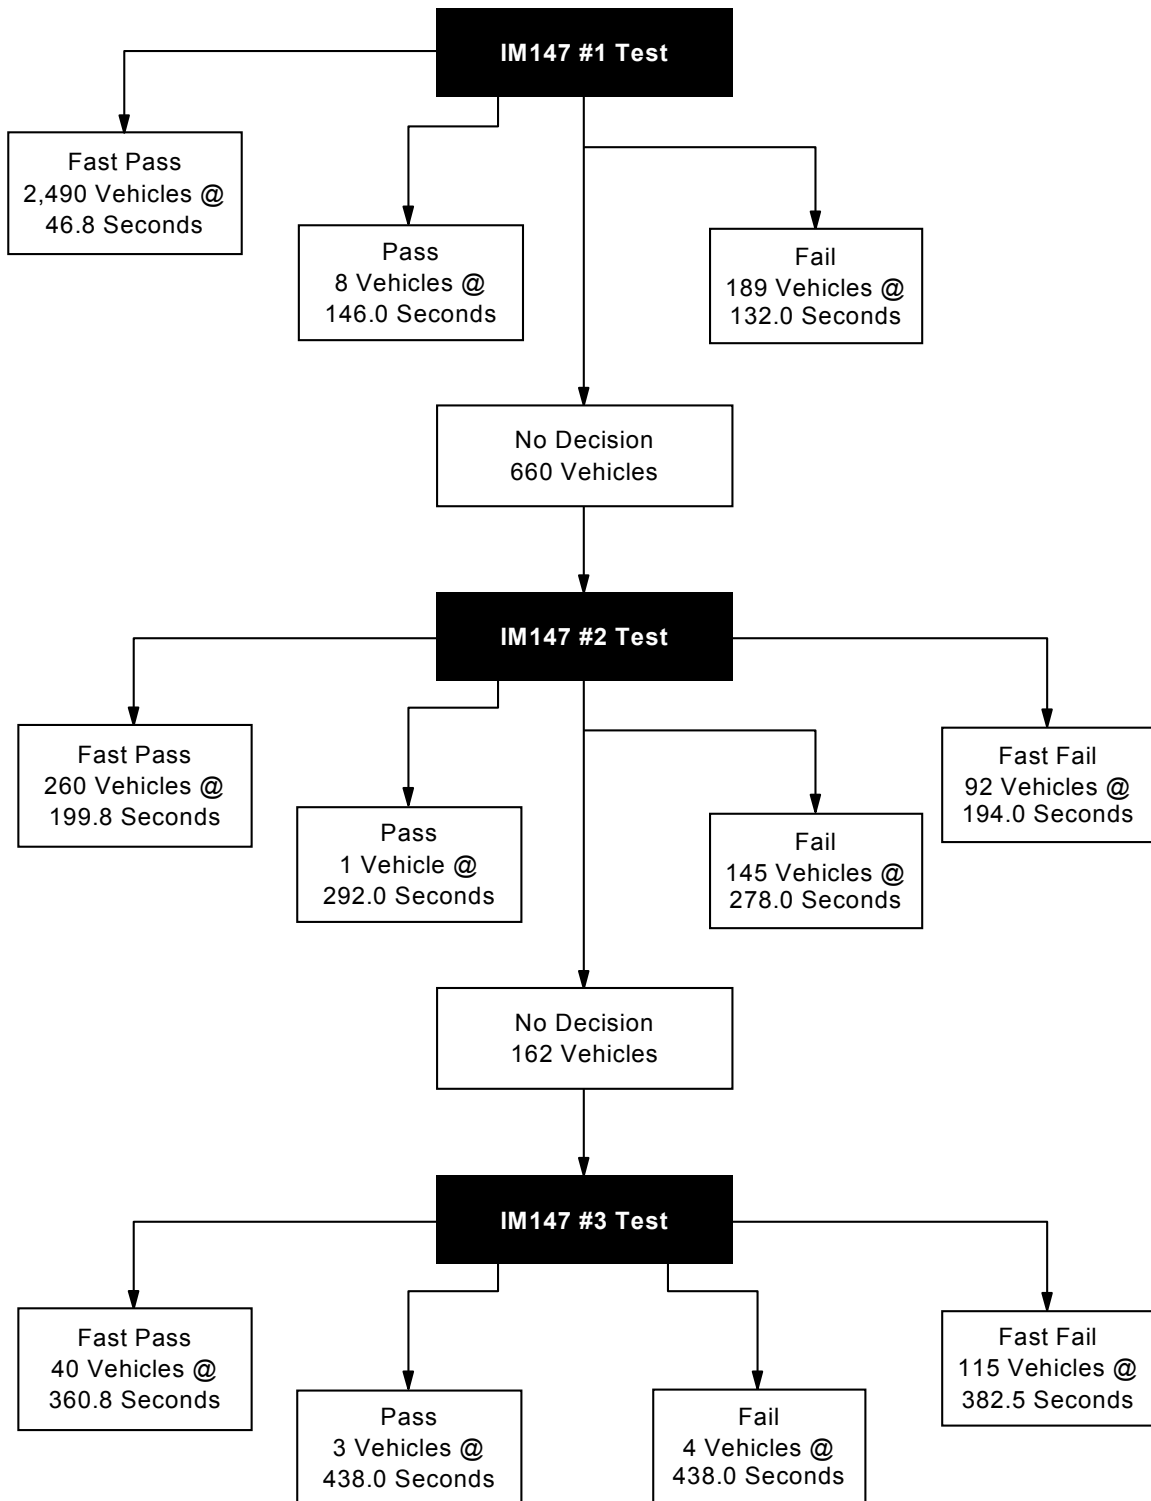 IM147 #1 Test
Fast Pass
2,490 Vehicles @
46.8 Seconds
Pass
8 Vehicles @
146.0 Seconds
Fail
189 Vehicles @
132.0 Seconds
No Decision
660 Vehicles
IM147 #2 Test
Fast Pass
260 Vehicles @
199.8 Seconds
Pass
1 Vehicle @
292.0 Seconds
Fail
145 Vehicles @
278.0 Seconds
Fast Fail
92 Vehicles @
194.0 Seconds
No Decision
162 Vehicles
IM147 #3 Test
Fast Pass
40 Vehicles @
360.8 Seconds
Pass
3 Vehicles @
438.0 Seconds
Fail
4 Vehicles @
438.0 Seconds
Fast Fail
115 Vehicles @
382.5 Seconds